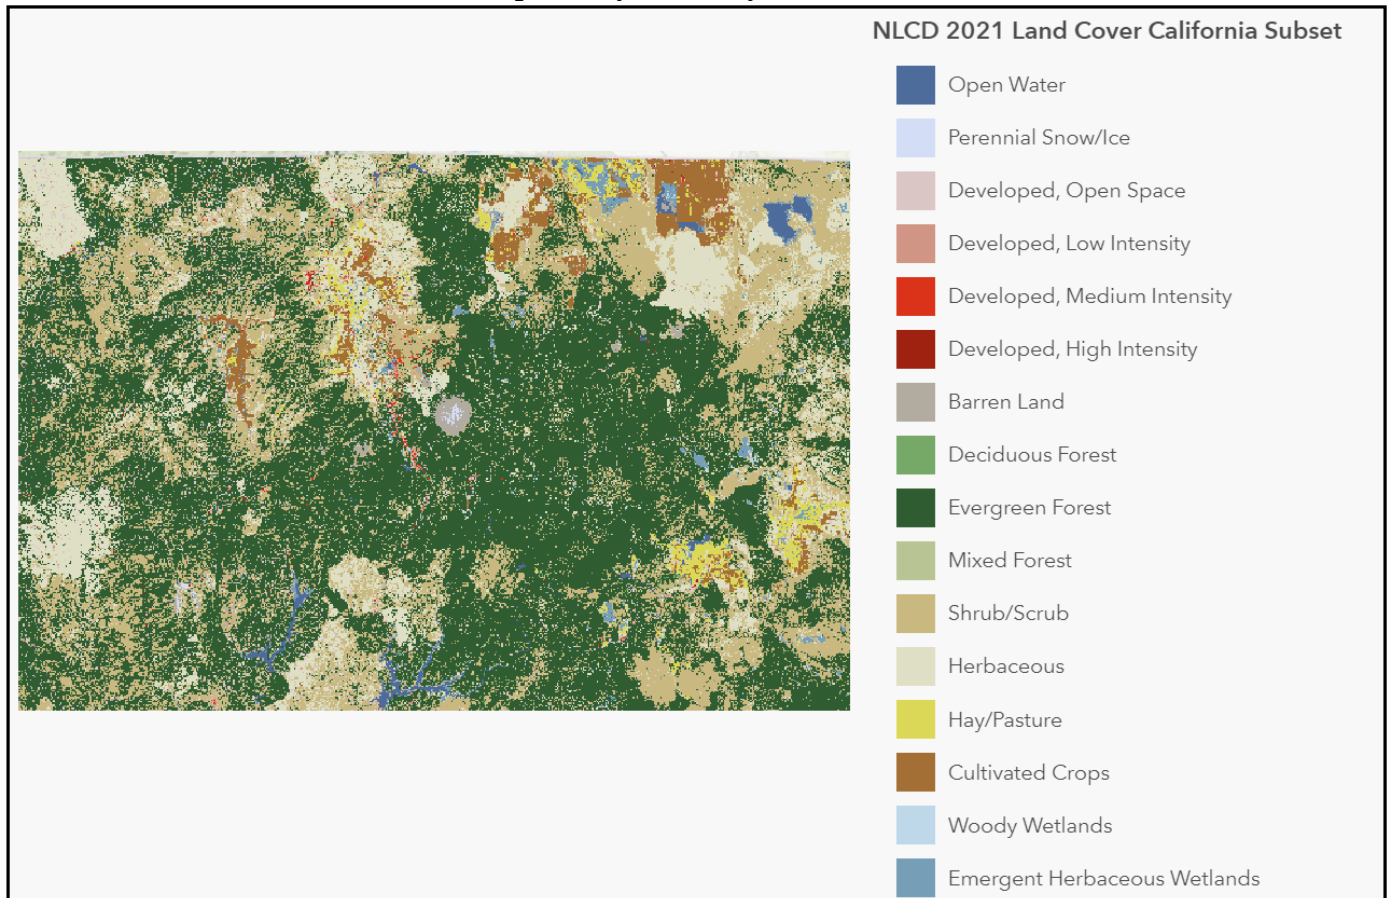 NLCD 2021 Land Cover California Subset
Open Water
Perennial Snow/Ice
Developed, Open Space
Developed, Low Intensity
Developed, Medium Intensity
Developed, High Intensity
Barren Land
Deciduous Forest
Evergreen Forest
Mixed Forest
Shrub/Scrub
Herbaceous
Hay/Pasture
Cultivated Crops
Woody Wetlands
Emergent Herbaceous Wetlands